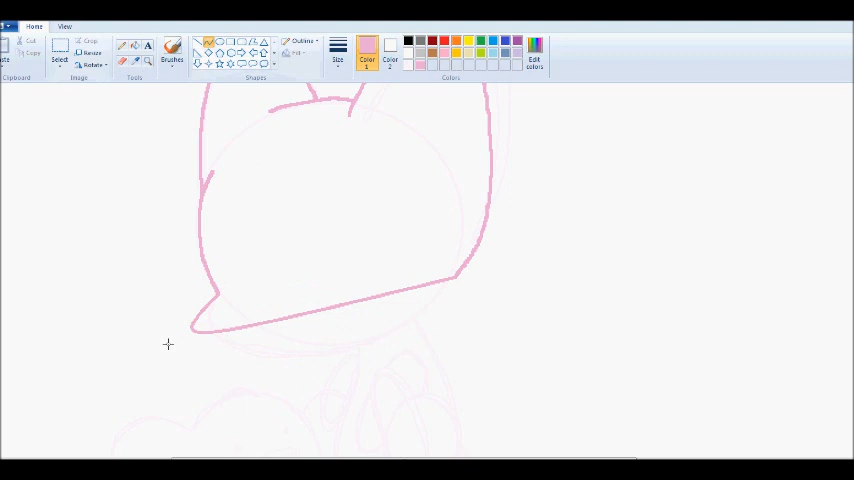 Home View
Cut
Copy
Clipboard
Select
Crop
Resize
Rotate
Image
A
Tools
Brushes
Outline
Fill
Shapes
Size
Color 1
Color 2
Edit colors
Colors